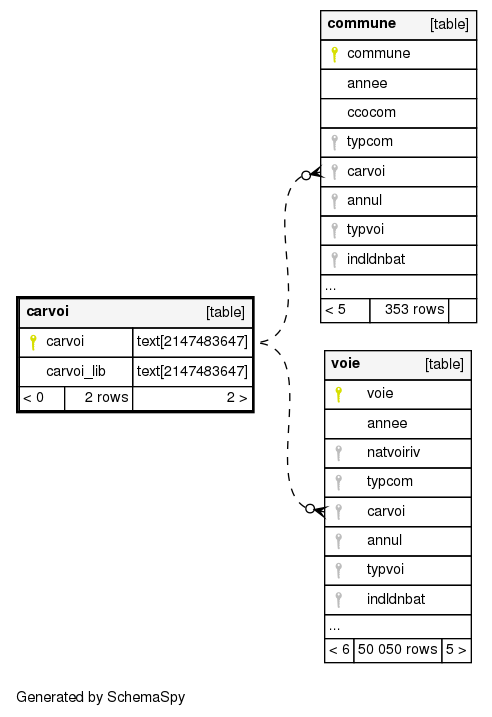 commune [table]
commune
annee
ccocom
typcom
carvoi
annul
typvoi
indldnbat
...
< 5 353 rows
carvoi [table]
carvoi text[2147483647]
carvoi_lib text[2147483647]
< 0 2 rows 2 >
voie [table]
voie
annee
natvoiriv
typcom
carvoi
annul
typvoi
indldnbat
...
< 6 50 050 rows 5 >
Generated by SchemaSpy